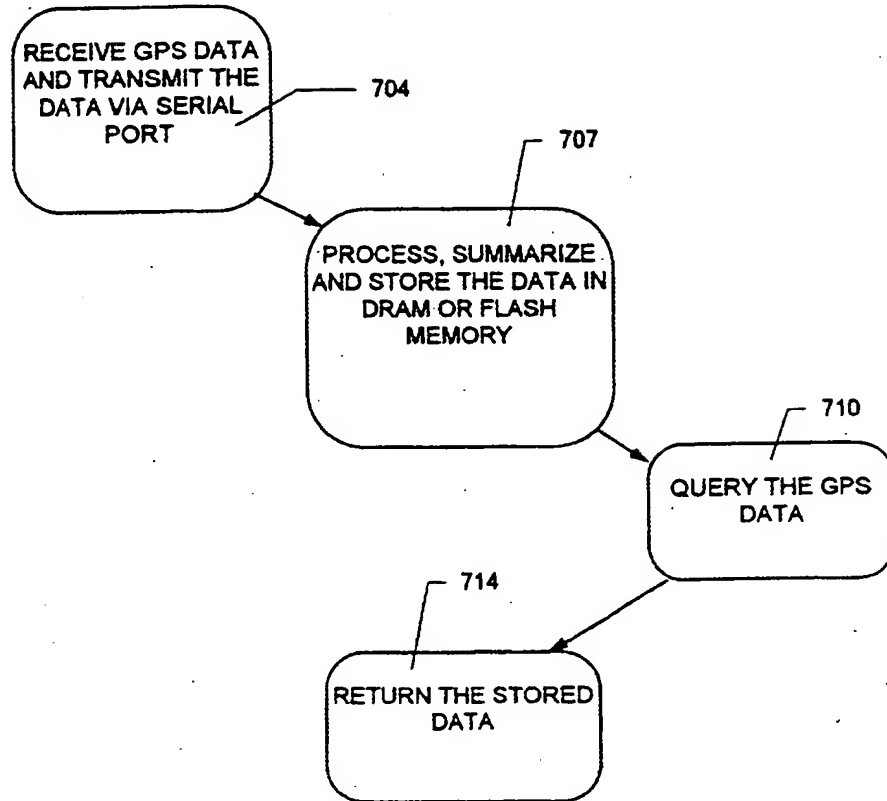 RECEIVE GPS DATA
AND TRANSMIT THE
DATA VIA SERIAL
PORT
704
707
PROCESS, SUMMARIZE
AND STORE THE DATA IN
DRAM OR FLASH
MEMORY
710
QUERY THE GPS
DATA
714
RETURN THE STORED
DATA